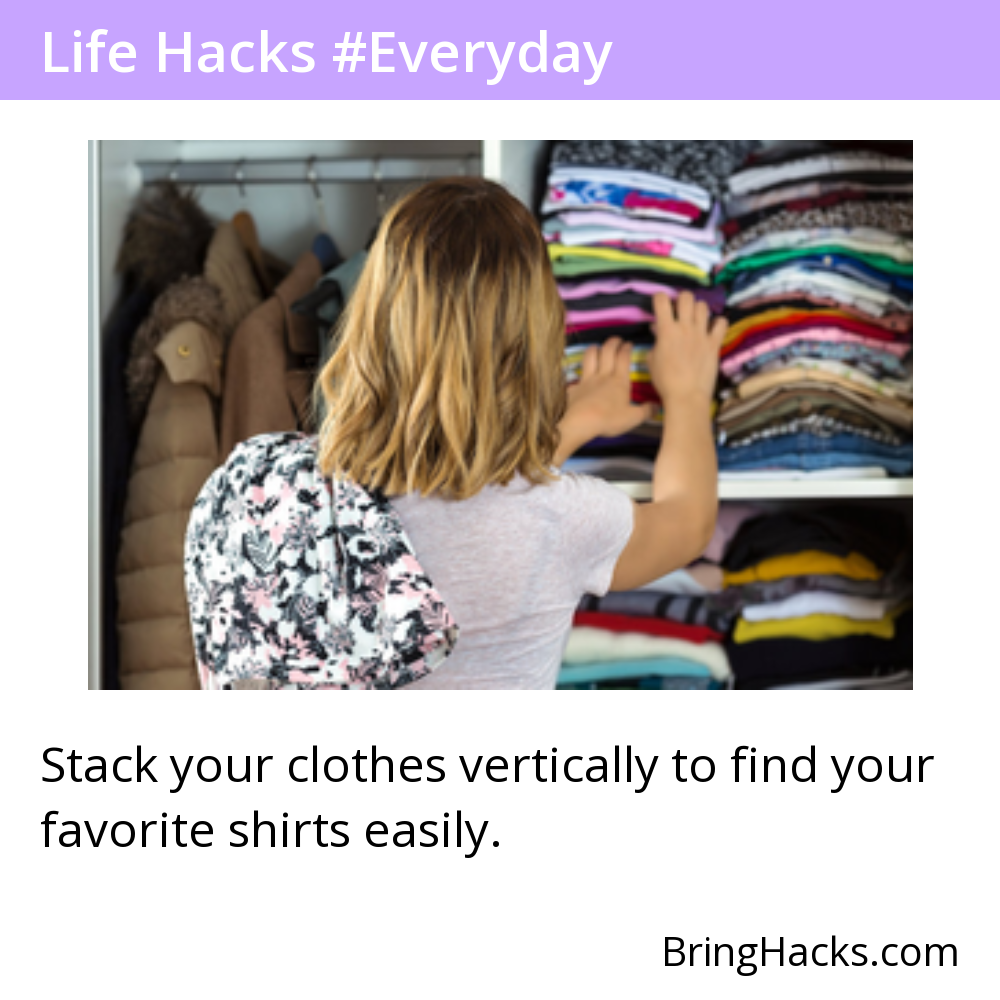 Life Hacks #Everyday
Stack your clothes vertically to find your
favorite shirts easily.
BringHacks.com